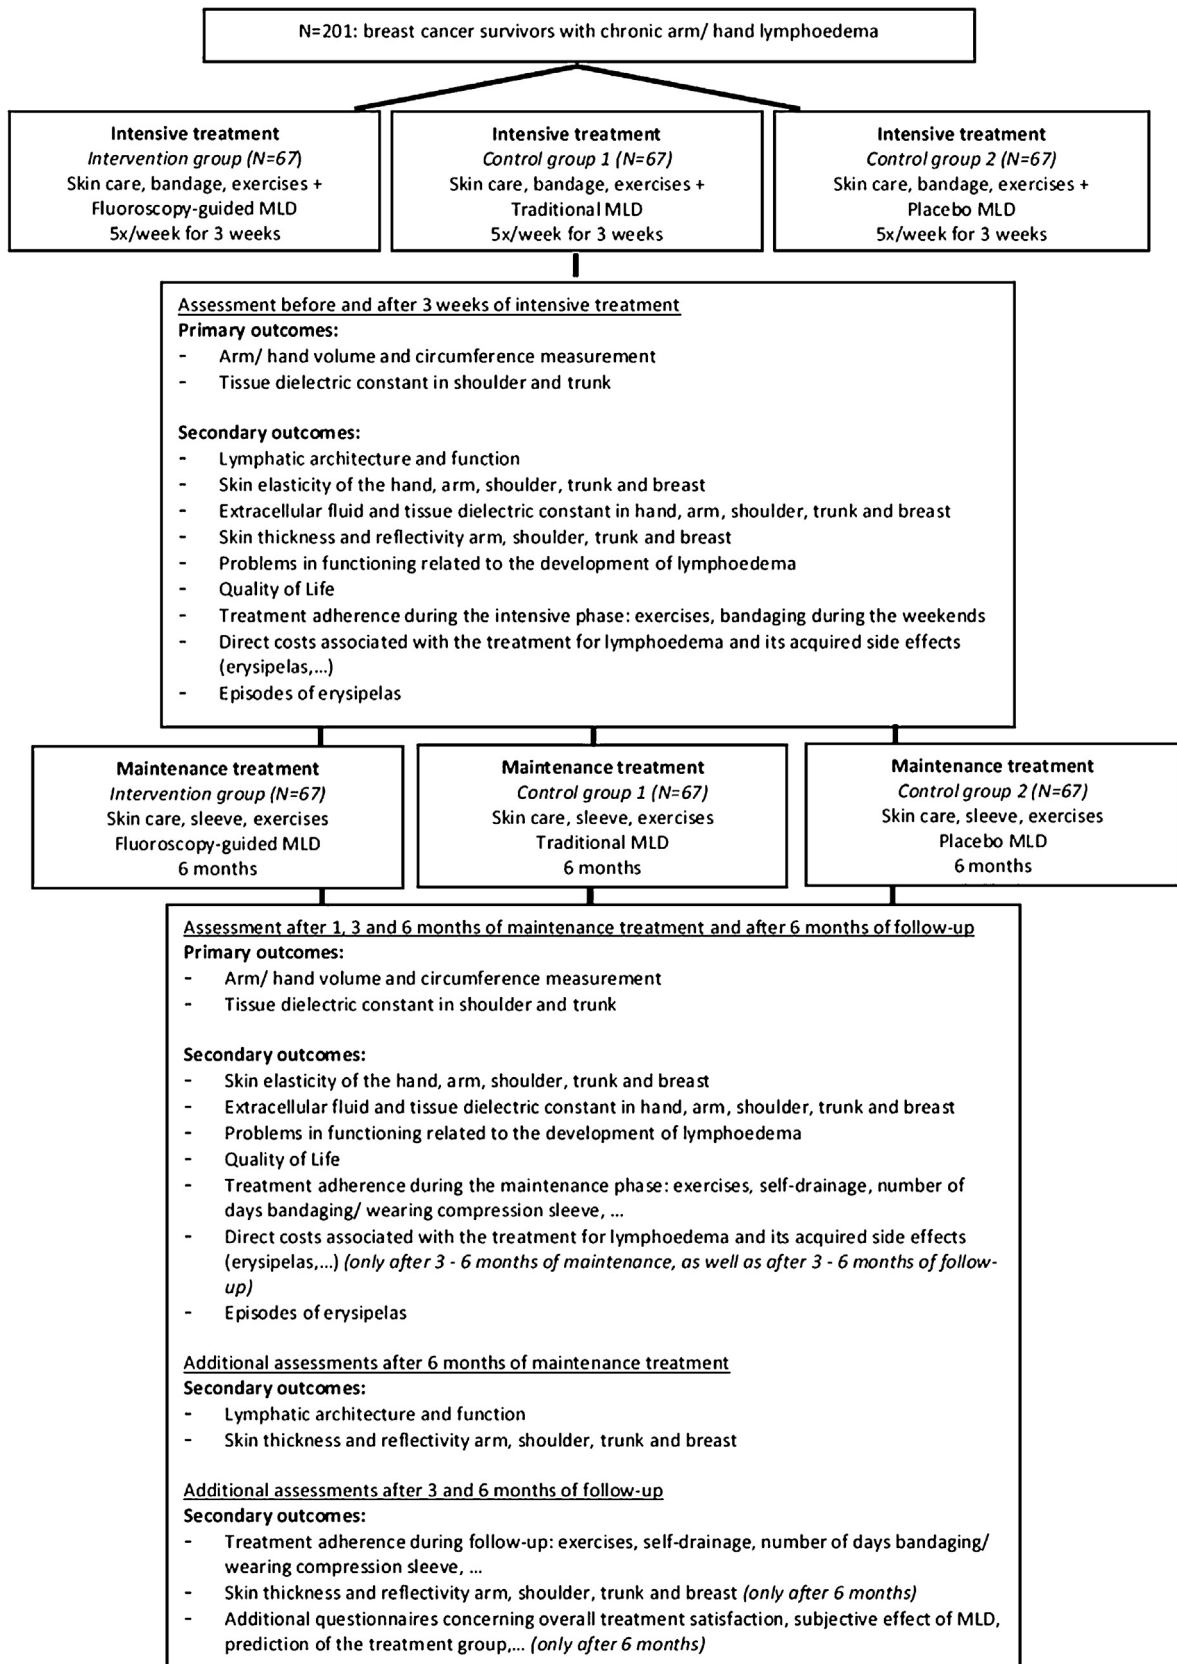 N=201: breast cancer survivors with chronic arm/ hand lymphoedema
Intensive treatment
Intervention group (N=67)
Skin care, bandage, exercises +
Fluoroscopy-guided MLD
5x/week for 3 weeks
Intensive treatment
Control group 1 (N=67)
Skin care, bandage, exercises +
Traditional MLD
5x/week for 3 weeks
Intensive treatment
Control group 2 (N=67)
Skin care, bandage, exercises +
Placebo MLD
5x/week for 3 weeks
Assessment before and after 3 weeks of intensive treatment
Primary outcomes:
- Arm/ hand volume and circumference measurement
- Tissue dielectric constant in shoulder and trunk
Secondary outcomes:
- Lymphatic architecture and function
- Skin elasticity of the hand, arm, shoulder, trunk and breast
- Extracellular fluid and tissue dielectric constant in hand, arm, shoulder, trunk and breast
- Skin thickness and reflectivity arm, shoulder, trunk and breast
- Problems in functioning related to the development of lymphoedema
- Quality of Life
- Treatment adherence during the intensive phase: exercises, bandaging during the weekends
- Direct costs associated with the treatment for lymphoedema and its acquired side effects
(erysipelas,...)
- Episodes of erysipelas
Maintenance treatment
Intervention group (N=67)
Skin care, sleeve, exercises
Fluoroscopy-guided MLD
6 months
Maintenance treatment
Control group 1 (N=67)
Skin care, sleeve, exercises
Traditional MLD
6 months
Maintenance treatment
Control group 2 (N=67)
Skin care, sleeve, exercises
Placebo MLD
6 months
Assessment after 1, 3 and 6 months of maintenance treatment and after 6 months of follow-up
Primary outcomes:
- Arm/ hand volume and circumference measurement
- Tissue dielectric constant in shoulder and trunk
Secondary outcomes:
- Skin elasticity of the hand, arm, shoulder, trunk and breast
- Extracellular fluid and tissue dielectric constant in hand, arm, shoulder, trunk and breast
- Problems in functioning related to the development of lymphoedema
- Quality of Life
- Treatment adherence during the maintenance phase: exercises, self-drainage, number of
days bandaging/ wearing compression sleeve, ...
- Direct costs associated with the treatment for lymphoedema and its acquired side effects
(erysipelas,...) (only after 3 - 6 months of maintenance, as well as after 3 - 6 months of follow-
up)
- Episodes of erysipelas
Additional assessments after 6 months of maintenance treatment
Secondary outcomes:
- Lymphatic architecture and function
- Skin thickness and reflectivity arm, shoulder, trunk and breast
Additional assessments after 3 and 6 months of follow-up
Secondary outcomes:
- Treatment adherence during follow-up: exercises, self-drainage, number of days bandaging/
wearing compression sleeve, ...
- Skin thickness and reflectivity arm, shoulder, trunk and breast (only after 6 months)
- Additional questionnaires concerning overall treatment satisfaction, subjective effect of MLD,
prediction of the treatment group,... (only after 6 months)